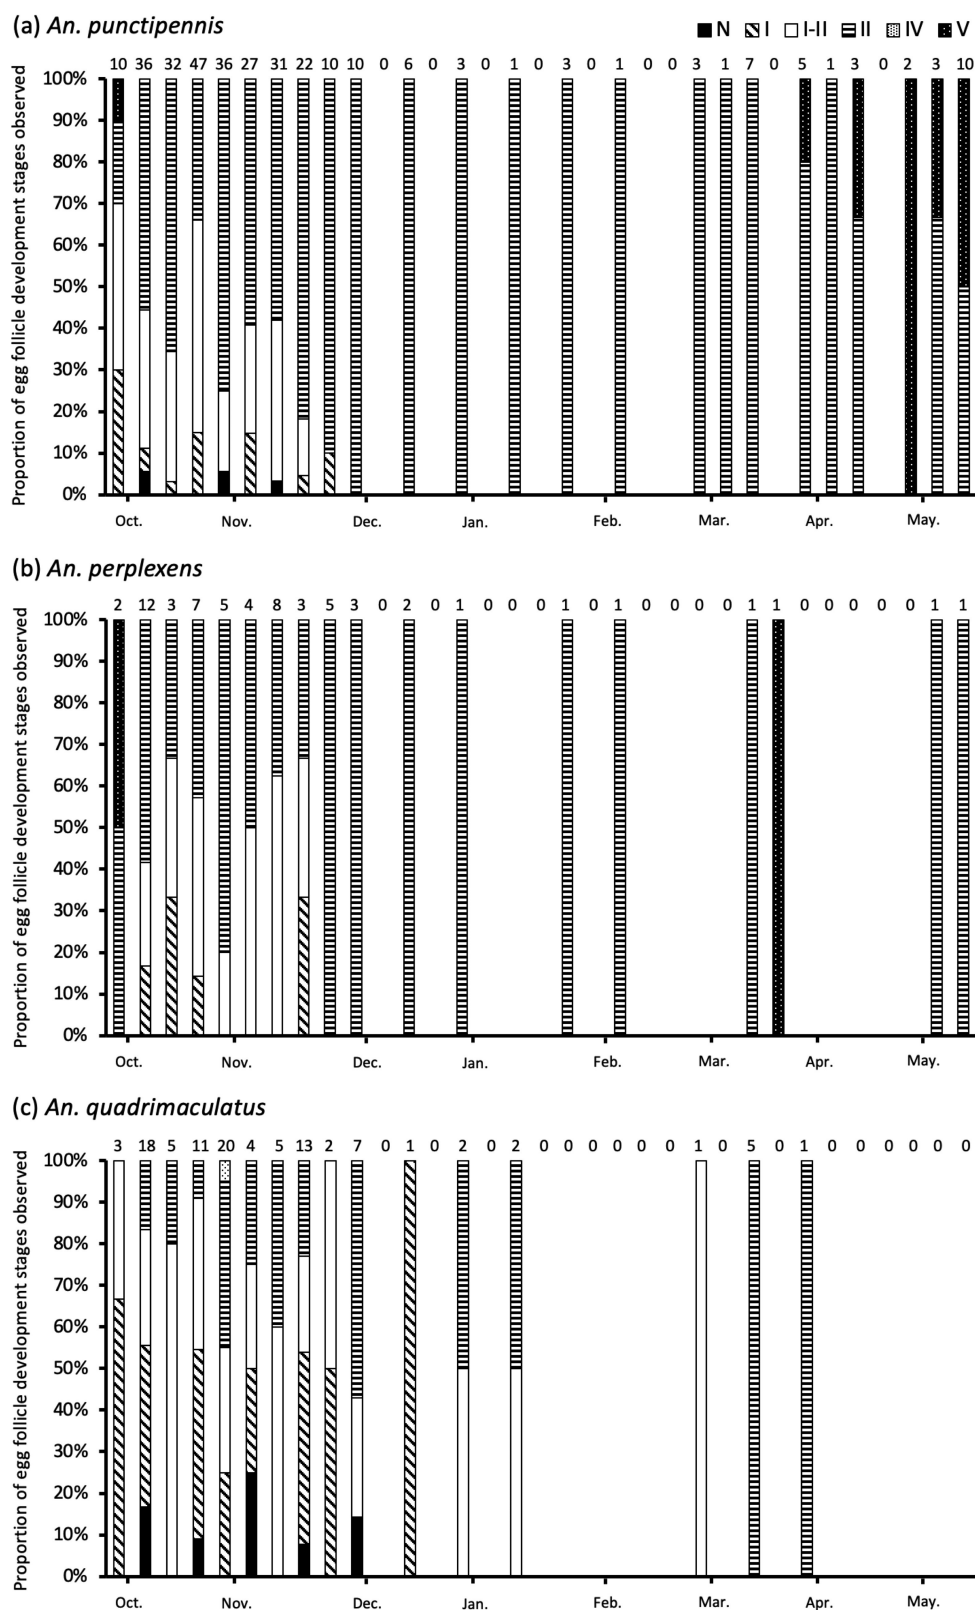 (a) An. punctipennis
N I I-II II IV V
10 36 32 47 36 27 31 22 10 10 0 6 0 3 0 1 0 3 0 1 0 0 3 1 7 0 5 1 3 0 2 3 10
Proportion of egg follicle development stages observed
100%
90%
80%
70%
60%
50%
40%
30%
20%
10%
0%
Oct. Nov. Dec. Jan. Feb. Mar. Apr. May.
(b) An. perplexens
2 12 3 7 5 4 8 3 5 3 0 2 0 1 0 0 0 1 0 1 0 0 0 0 1 1 0 0 0 0 0 1 1
Proportion of egg follicle development stages observed
100%
90%
80%
70%
60%
50%
40%
30%
20%
10%
0%
Oct. Nov. Dec. Jan. Feb. Mar. Apr. May.
(c) An. quadrimaculatus
3 18 5 11 20 4 5 13 2 7 0 1 0 2 0 2 0 0 0 0 0 0 1 0 5 0 1 0 0 0 0 0 0
Proportion of egg follicle development stages observed
100%
90%
80%
70%
60%
50%
40%
30%
20%
10%
0%
Oct. Nov. Dec. Jan. Feb. Mar. Apr. May.